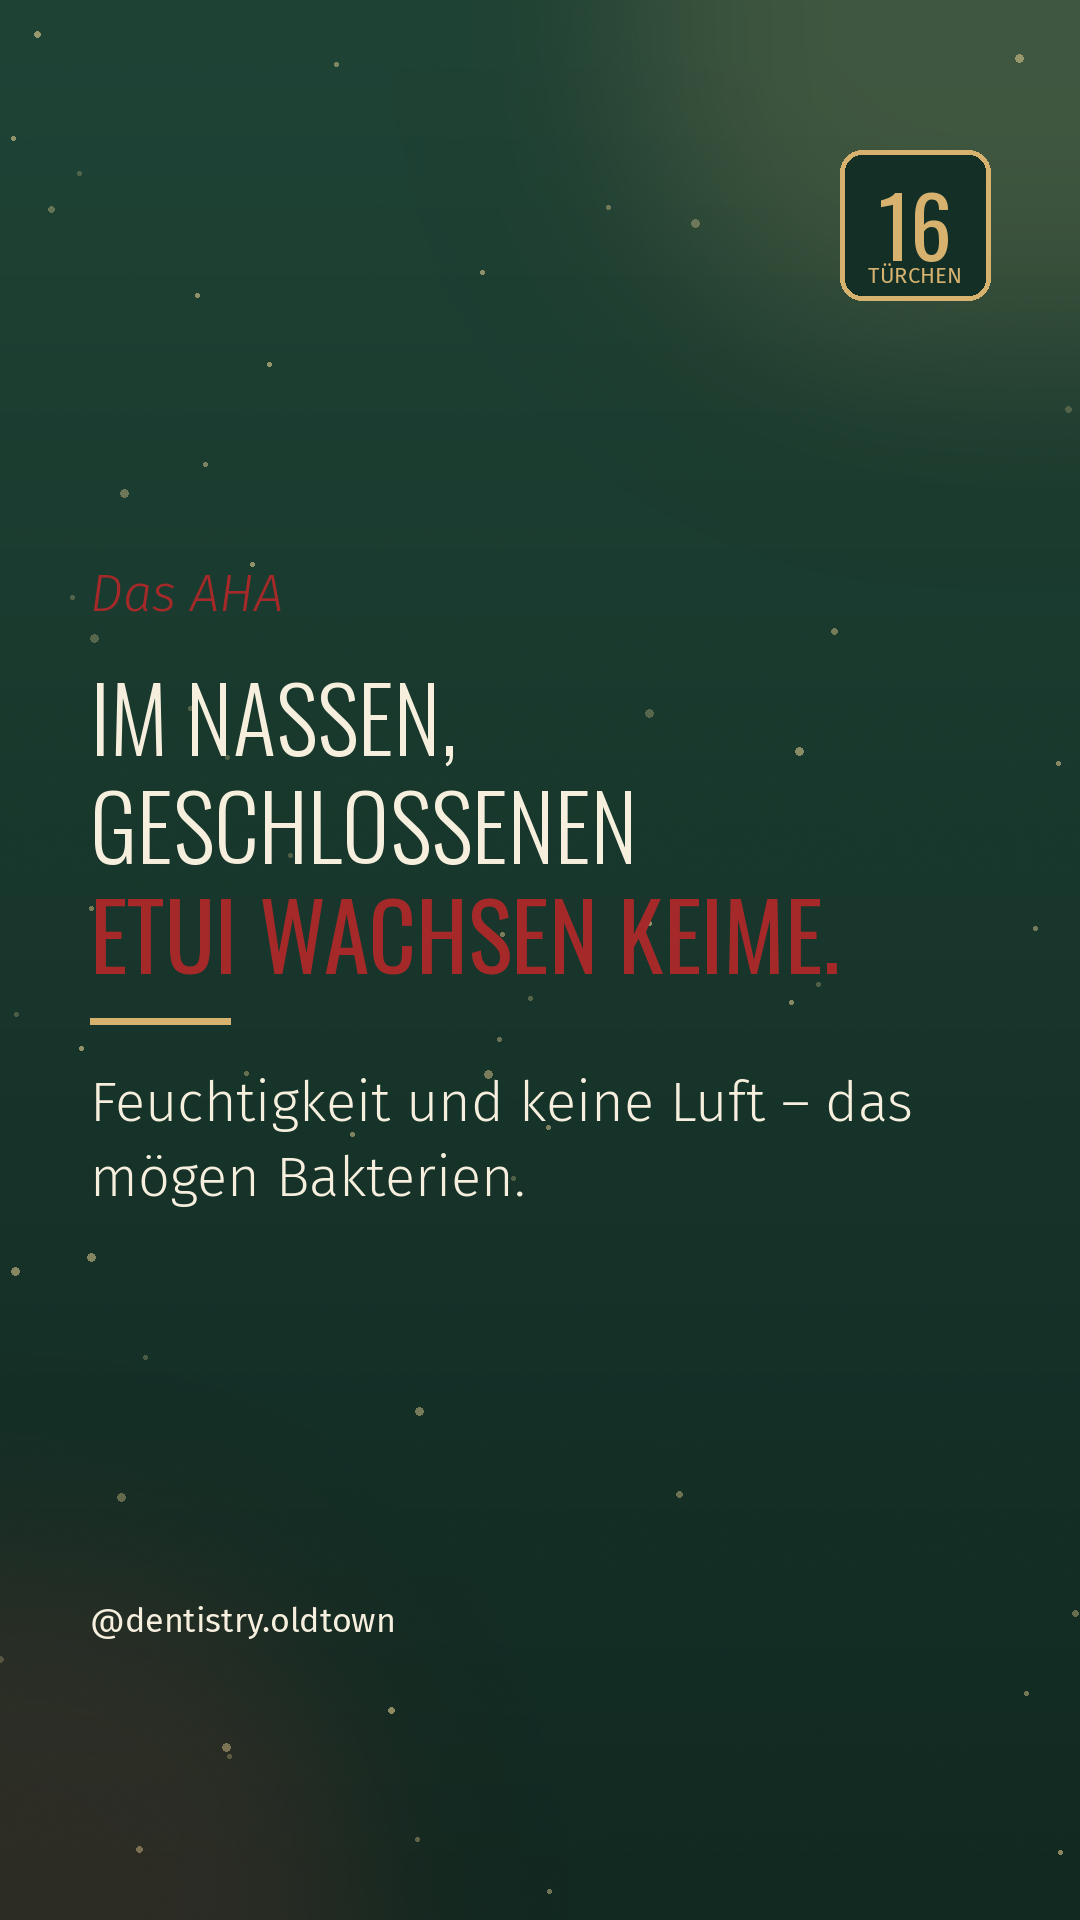 16
TÜRCHEN
Das AHA
IM NASSEN,
GESCHLOSSENEN
ETUI WACHSEN KEIME.
Feuchtigkeit und keine Luft – das
mögen Bakterien.
@dentistry.oldtown